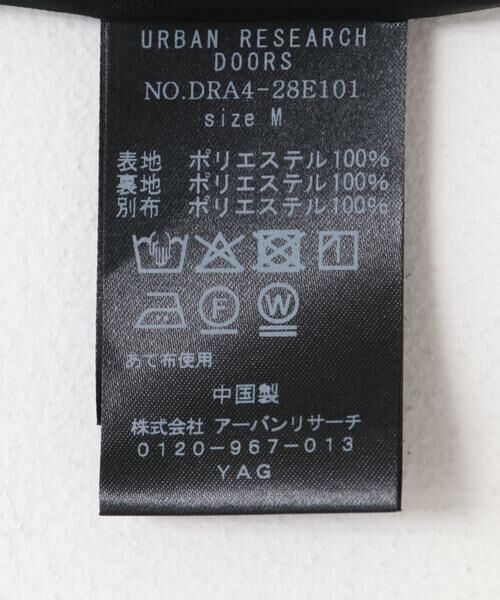 URBAN RESEARCH
DOORS
NO.DRA4-28E101
size M
表地 ポリエステル100%
裏地 ポリエステル100%
別布 ポリエステル100%
F W
あて布使用
中国製
株式会社 アーバンリサーチ
0120-967-013
YAG